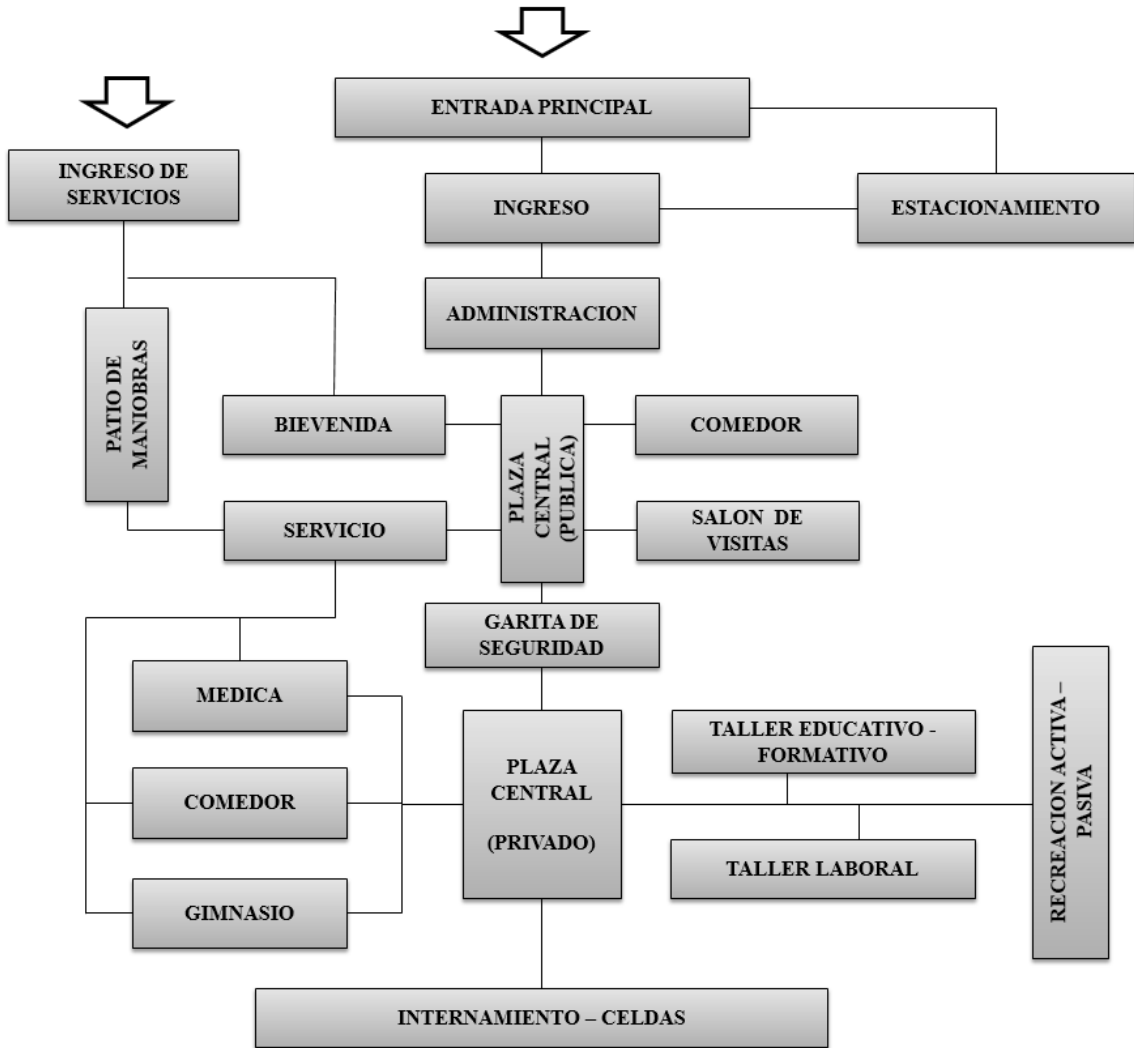 ENTRADA PRINCIPAL
INGRESO DE
SERVICIOS
INGRESO
ESTACIONAMIENTO
ADMINISTRACION
PATIO DE
MANIOBRAS
BIEVENIDA
PLAZA
CENTRAL
(PUBLICA)
COMEDOR
SERVICIO
SALON DE
VISITAS
GARITA DE
SEGURIDAD
MEDICA
COMEDOR
GIMNASIO
PLAZA
CENTRAL
(PRIVADO)
TALLER EDUCATIVO -
FORMATIVO
TALLER LABORAL
RECREACION ACTIVA –
PASIVA
INTERNAMIENTO – CELDAS